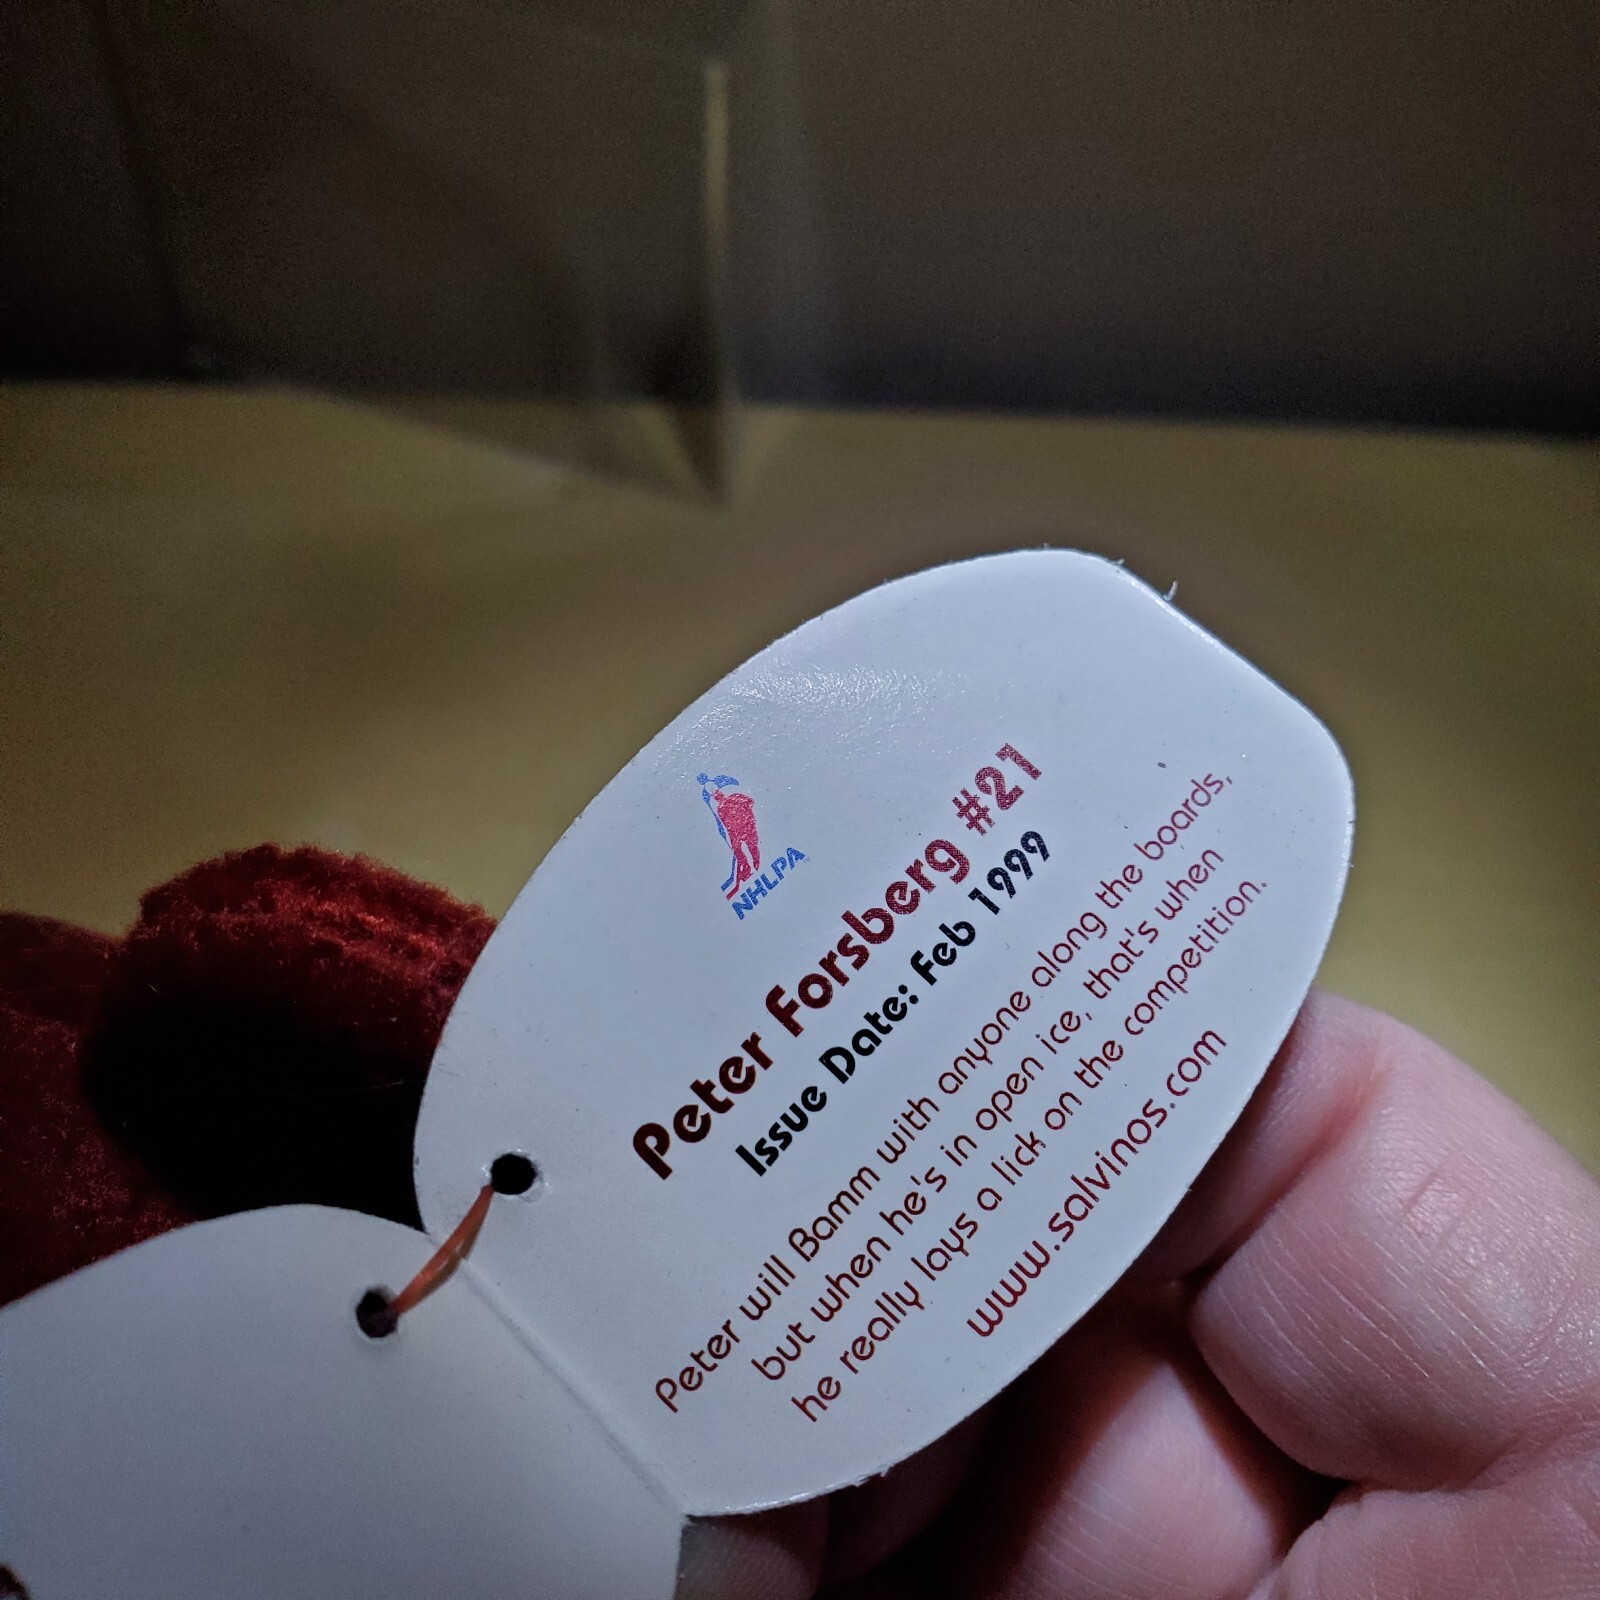 NHLPA
Peter Forsberg #21
Issue Date: Feb 1999
Peter will Bamm with anyone along the boards,
but when he's in open ice, that's when
he really lays a lick on the competition.
www.salvinos.com